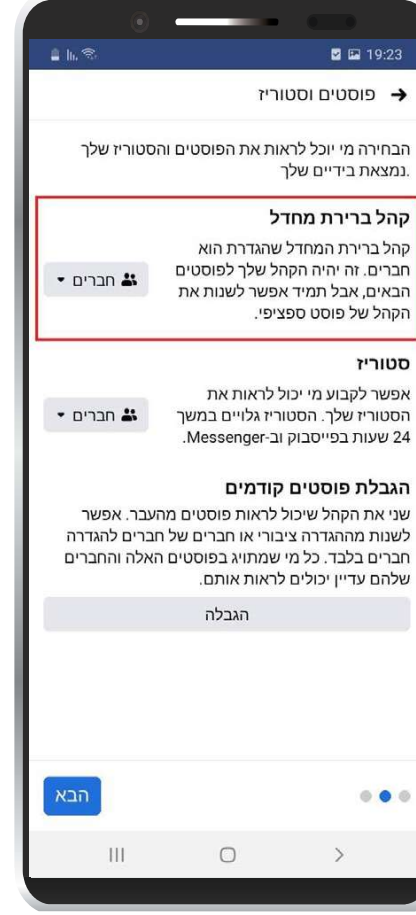 19:23
פוסטים וסטוריז
הבחירה מי יוכל לראות את הפוסטים והסטוריז שלך
.נמצאת בידיים שלך
קהל ברירת מחדל
קהל ברירת המחדל שהגדרת הוא
חברים. זה יהיה הקהל שלך לפוסטים
הבאים, אבל תמיד אפשר לשנות את
הקהל של פוסט ספציפי.
חברים
סטוריז
אפשר לקבוע מי יכול לראות את
הסטוריז שלך. הסטוריז גלויים במשך
24 שעות בפייסבוק וב-Messenger.
חברים
הגבלת פוסטים קודמים
שני את הקהל שיכול לראות פוסטים מהעבר. אפשר
לשנות מההגדרה ציבורי או חברים של חברים להגדרה
חברים בלבד. כל מי שמתויג בפוסטים האלה והחברים
שלהם עדיין יכולים לראות אותם.
הגבלה
הבא